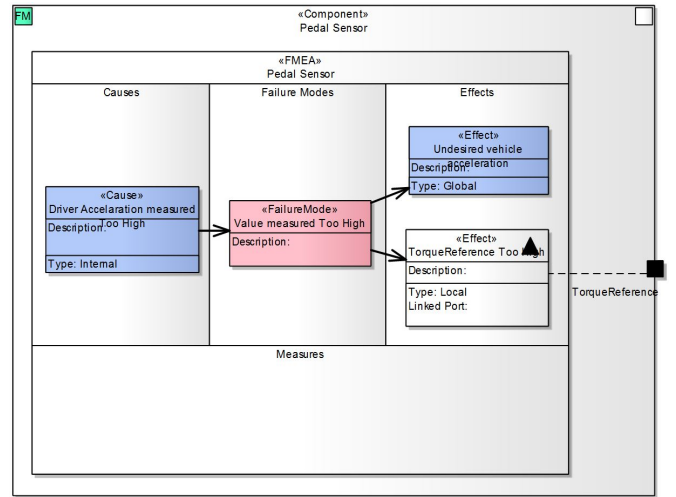 FM
«Component»
Pedal Sensor
«FMEA»
Pedal Sensor
Causes
Failure Modes
Effects
«Cause»
Driver Accelaration measured
Too High
Description:
Type: Internal
«FailureMode»
Value measured Too High
Description:
«Effect»
Undesired vehicle
acceleration
Description:
Type: Global
«Effect»
TorqueReference Too High
Description:
Type: Local
Linked Port:
TorqueReference
Measures